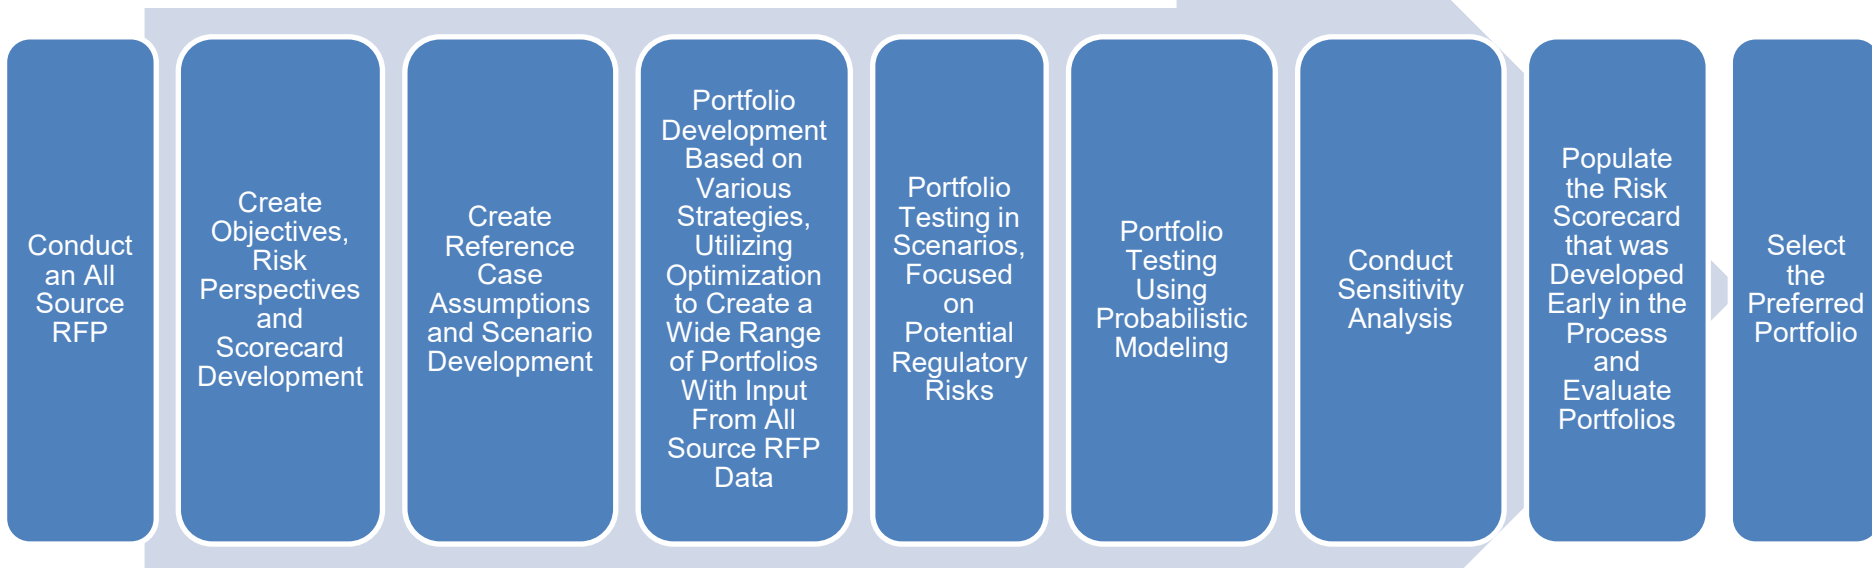 Conduct
an All
Source
RFP
Create
Objectives,
Risk
Perspectives
and
Scorecard
Development
Create
Reference
Case
Assumptions
and Scenario
Development
Portfolio
Development
Based on
Various
Strategies,
Utilizing
Optimization
to Create a
Wide Range
of Portfolios
With Input
From All
Source RFP
Data
Portfolio
Testing in
Scenarios,
Focused
on
Potential
Regulatory
Risks
Portfolio
Testing
Using
Probabilistic
Modeling
Conduct
Sensitivity
Analysis
Populate
the Risk
Scorecard
that was
Developed
Early in the
Process
and
Evaluate
Portfolios
Select
the
Preferred
Portfolio